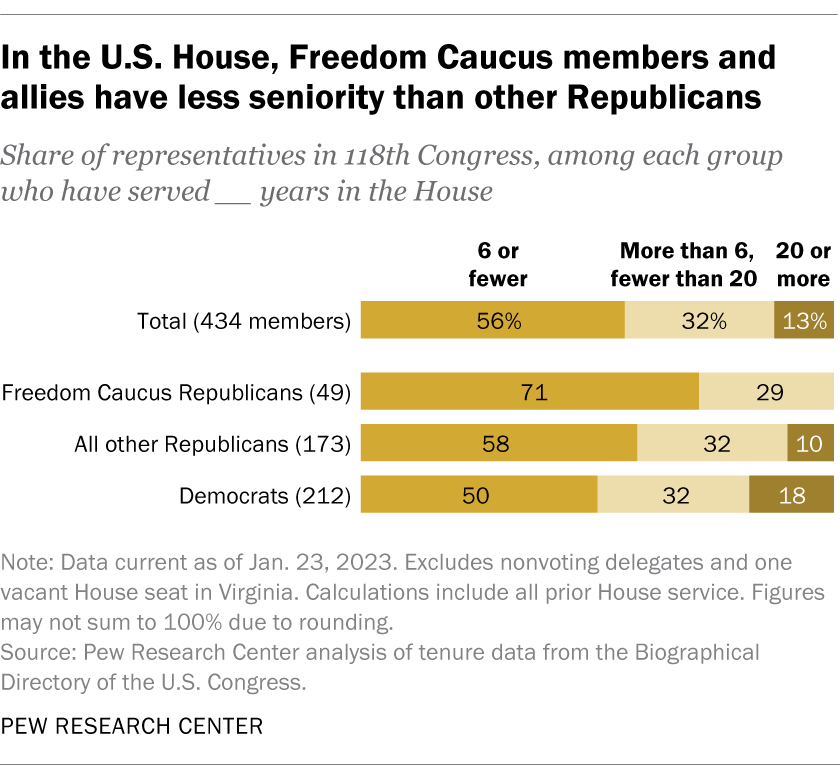 In the U.S. House, Freedom Caucus members and
allies have less seniority than other Republicans
Share of representatives in 118th Congress, among each group
who have served __ years in the House
6 or
fewer
More than 6,
fewer than 20
20 or
more
Total (434 members) 56% 32% 13%
Freedom Caucus Republicans (49) 71 29
All other Republicans (173) 58 32 10
Democrats (212) 50 32 18
Note: Data current as of Jan. 23, 2023. Excludes nonvoting delegates and one
vacant House seat in Virginia. Calculations include all prior House service. Figures
may not sum to 100% due to rounding.
Source: Pew Research Center analysis of tenure data from the Biographical
Directory of the U.S. Congress.
PEW RESEARCH CENTER